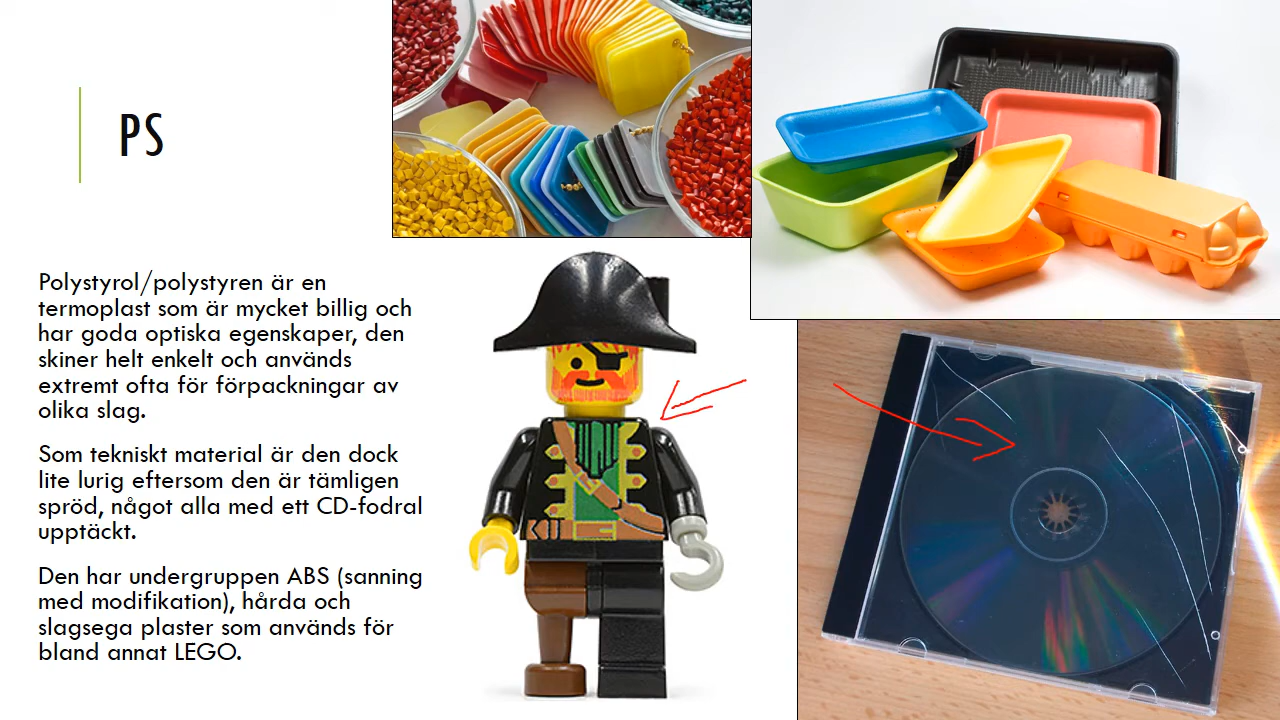 PS
Polystyrol/polystyren är en
termoplast som är mycket billig och
har goda optiska egenskaper, den
skiner helt enkelt och används
extremt ofta för förpackningar av
olika slag.
Som tekniskt material är den dock
lite lurig eftersom den är tämligen
spröd, något alla med ett CD-fodral
upptäckt.
Den har undergruppen ABS (sanning
med modifikation), hårda och
slagsega plaster som används för
bland annat LEGO.